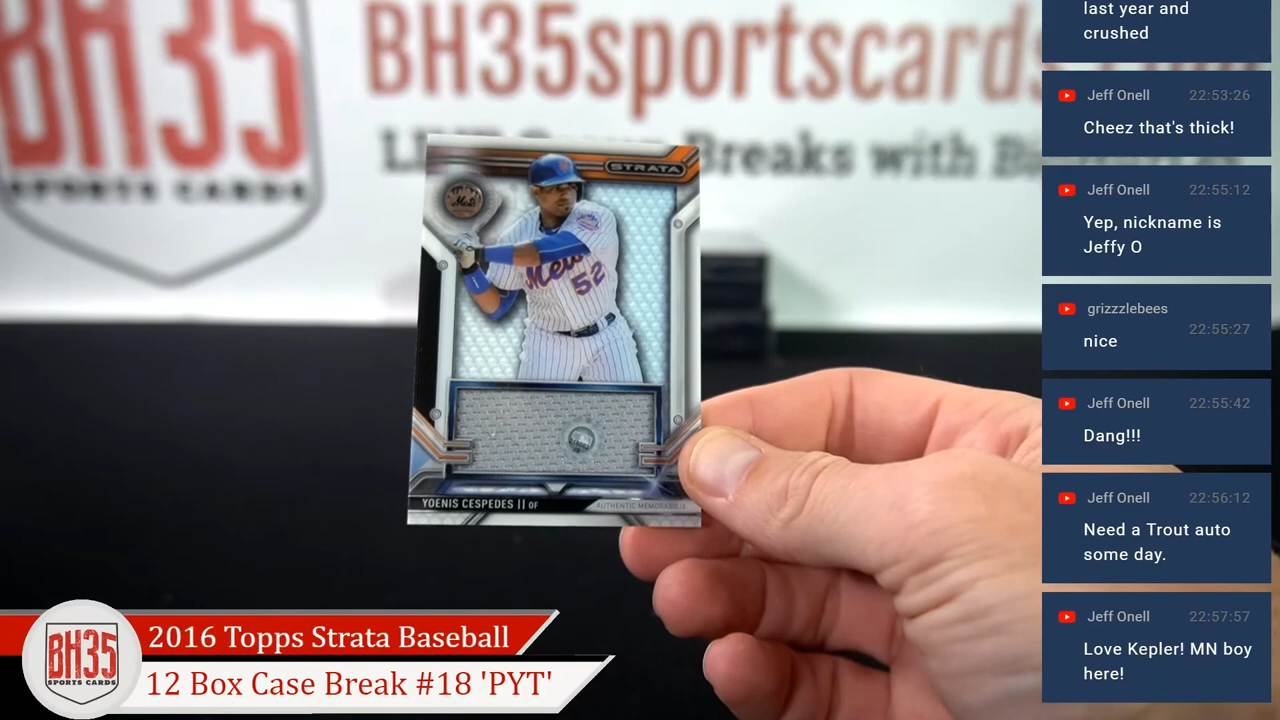 BH35
SPORTS CARDS
BH35sportscards
Breaks with
STRATA
Mets
Mets
52
YOENIS CESPEDES || OF
AUTHENTIC MEMORABILIA
BH35
SPORTS CARDS
2016 Topps Strata Baseball
12 Box Case Break #18 'PYT'
last year and
crushed
Jeff Onell 22:53:26
Cheez that's thick!
Jeff Onell 22:55:12
Yep, nickname is
Jeffy O
grizzzlebees 22:55:27
nice
Jeff Onell 22:55:42
Dang!!!
Jeff Onell 22:56:12
Need a Trout auto
some day.
Jeff Onell 22:57:57
Love Kepler! MN boy
here!